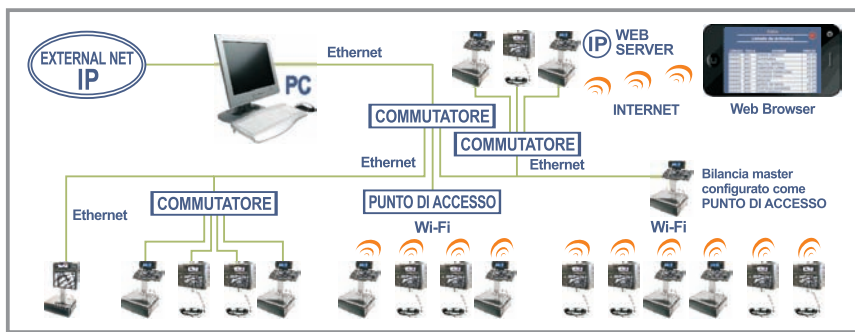 EXTERNAL NET
IP
PC
Ethernet
IP
WEB
SERVER
INTERNET
Web Browser
COMMUTATORE
COMMUTATORE
Ethernet
Ethernet
Bilancia master
configurato come
PUNTO DI ACCESSO
Ethernet
COMMUTATORE
PUNTO DI ACCESSO
Wi-Fi
Wi-Fi